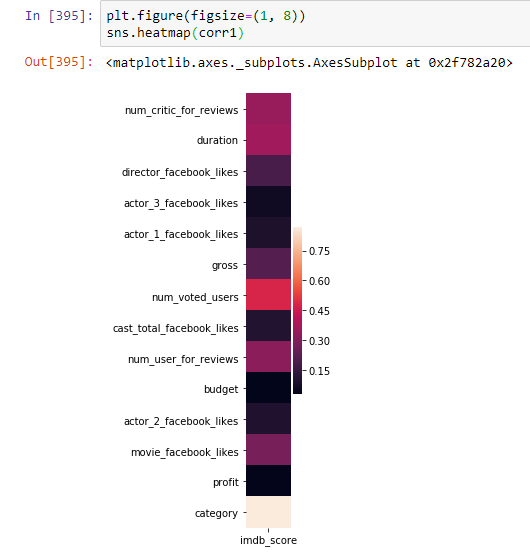 In [395]: plt.figure(figsize=(1, 8))
sns.heatmap(corr1)
Out[395]: <matplotlib.axes._subplots.AxesSubplot at 0x2f782a20>
num_critic_for_reviews
duration
director_facebook_likes
actor_3_facebook_likes
actor_1_facebook_likes
gross
num_voted_users
cast_total_facebook_likes
num_user_for_reviews
budget
actor_2_facebook_likes
movie_facebook_likes
profit
category
imdb_score
0.75
0.60
0.45
0.30
0.15